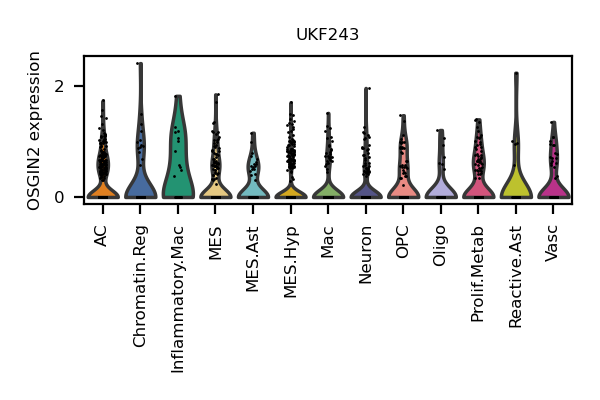 UKF243
OSGIN2 expression
2
0
AC
Chromatin.Reg
Inflammatory.Mac
MES
MES.Ast
MES.Hyp
Mac
Neuron
OPC
Oligo
Prolif.Metab
Reactive.Ast
Vasc